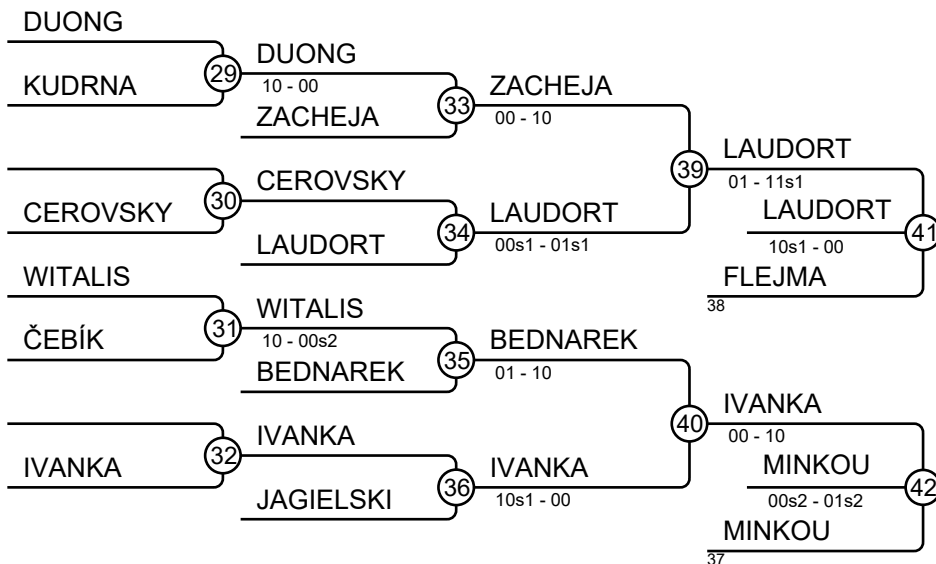 DUONG
29
KUDRNA
DUONG
10 - 00
33
ZACHEJA
ZACHEJA
00 - 10
30
CEROVSKY
CEROVSKY
34
LAUDORT
LAUDORT
00s1 - 01s1
39
LAUDORT
01 - 11s1
LAUDORT
10s1 - 00
41
FLEJMA
38
WITALIS
31
ČEBÍK
WITALIS
10 - 00s2
35
BEDNAREK
BEDNAREK
01 - 10
32
IVANKA
IVANKA
36
JAGIELSKI
IVANKA
10s1 - 00
40
IVANKA
00 - 10
MINKOU
00s2 - 01s2
42
MINKOU
37